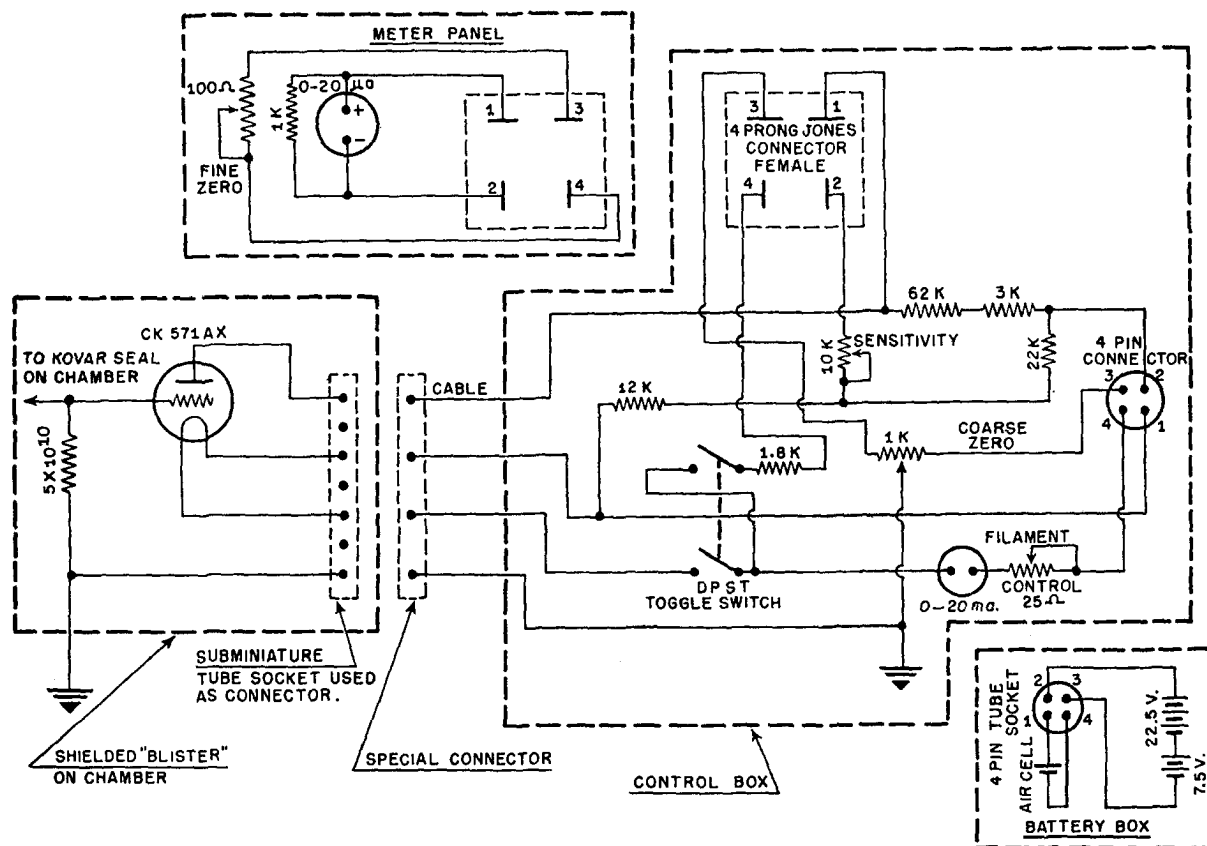 METER PANEL
100Ω
1K
0-20 μa
+
−
FINE
ZERO
1
3
2
4
3
1
4 PRONG JONES
CONNECTOR
FEMALE
4
2
62 K
3 K
SENSITIVITY
10 K
22K
4 PIN
CONNECTOR
3
2
4
1
12 K
COARSE
ZERO
1 K
1.8 K
CK 571AX
TO KOVAR SEAL
ON CHAMBER
5 X 10¹⁰
CABLE
DPST
TOGGLE SWITCH
FILAMENT
CONTROL
25Ω
0-20 ma.
SUBMINIATURE
TUBE SOCKET USED
AS CONNECTOR.
SHIELDED "BLISTER"
ON CHAMBER
SPECIAL CONNECTOR
CONTROL BOX
4 PIN TUBE
SOCKET
2
3
1
4
AIR CELL
22.5 V.
7.5 V.
BATTERY BOX